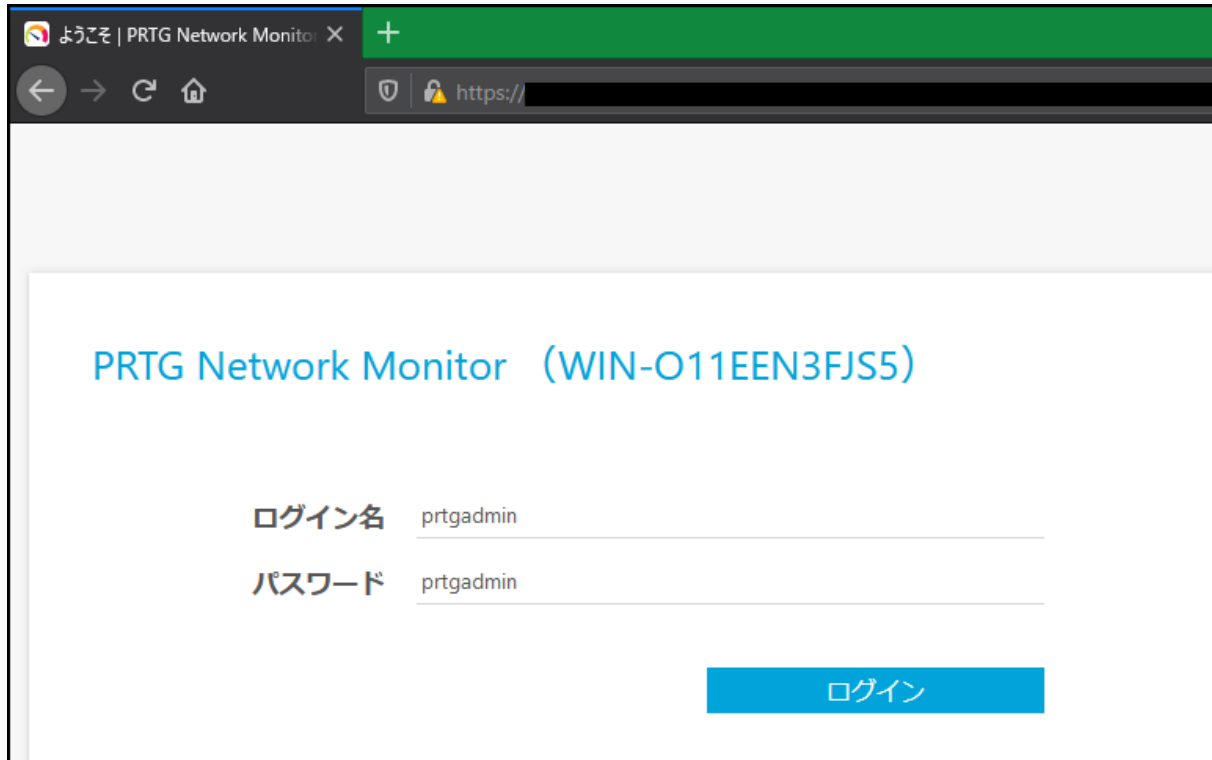 ようこそ | PRTG Network Monitor
https://
PRTG Network Monitor （WIN-O11EEN3FJS5）
ログイン名 prtgadmin
パスワード prtgadmin
ログイン